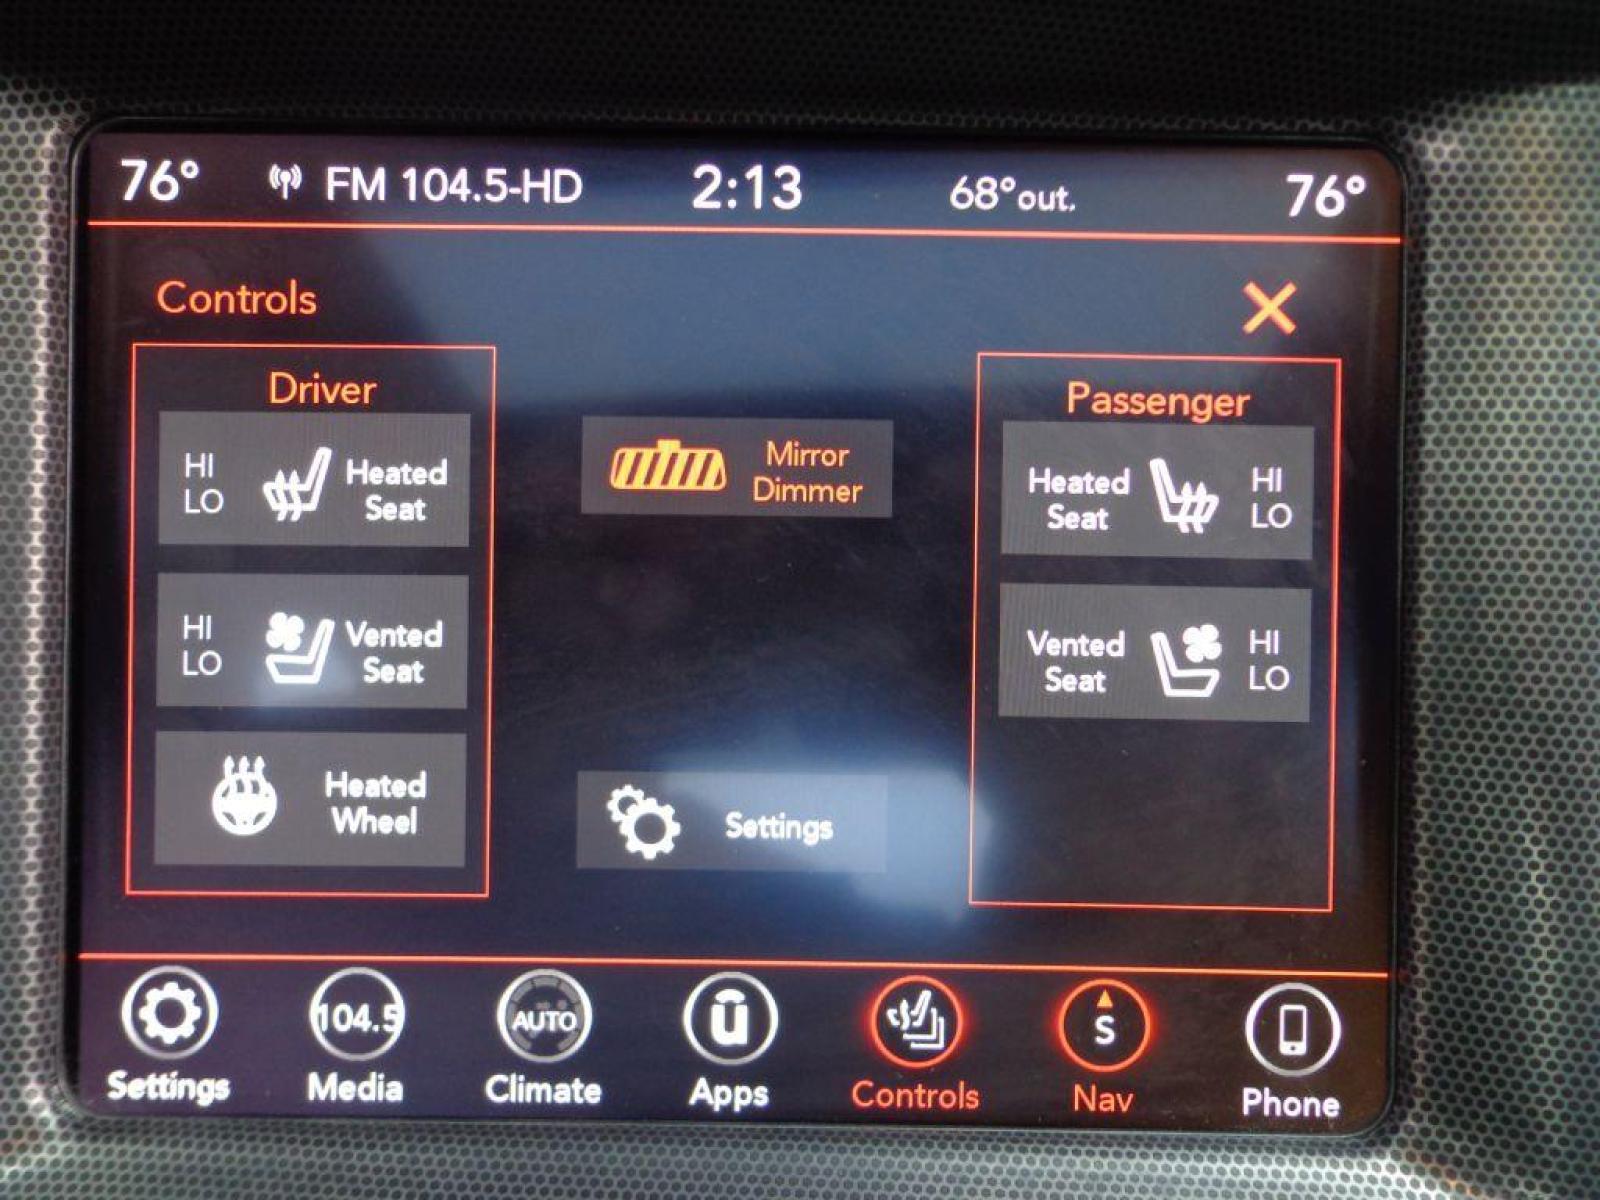 76° FM 104.5-HD 2:13 68°out. 76°
Controls
Driver
HI
LO
Heated
Seat
HI
LO
Vented
Seat
Heated
Wheel
Mirror
Dimmer
Settings
Passenger
Heated
Seat
HI
LO
Vented
Seat
HI
LO
104.5
AUTO
ū
S
Settings Media Climate Apps Controls Nav Phone